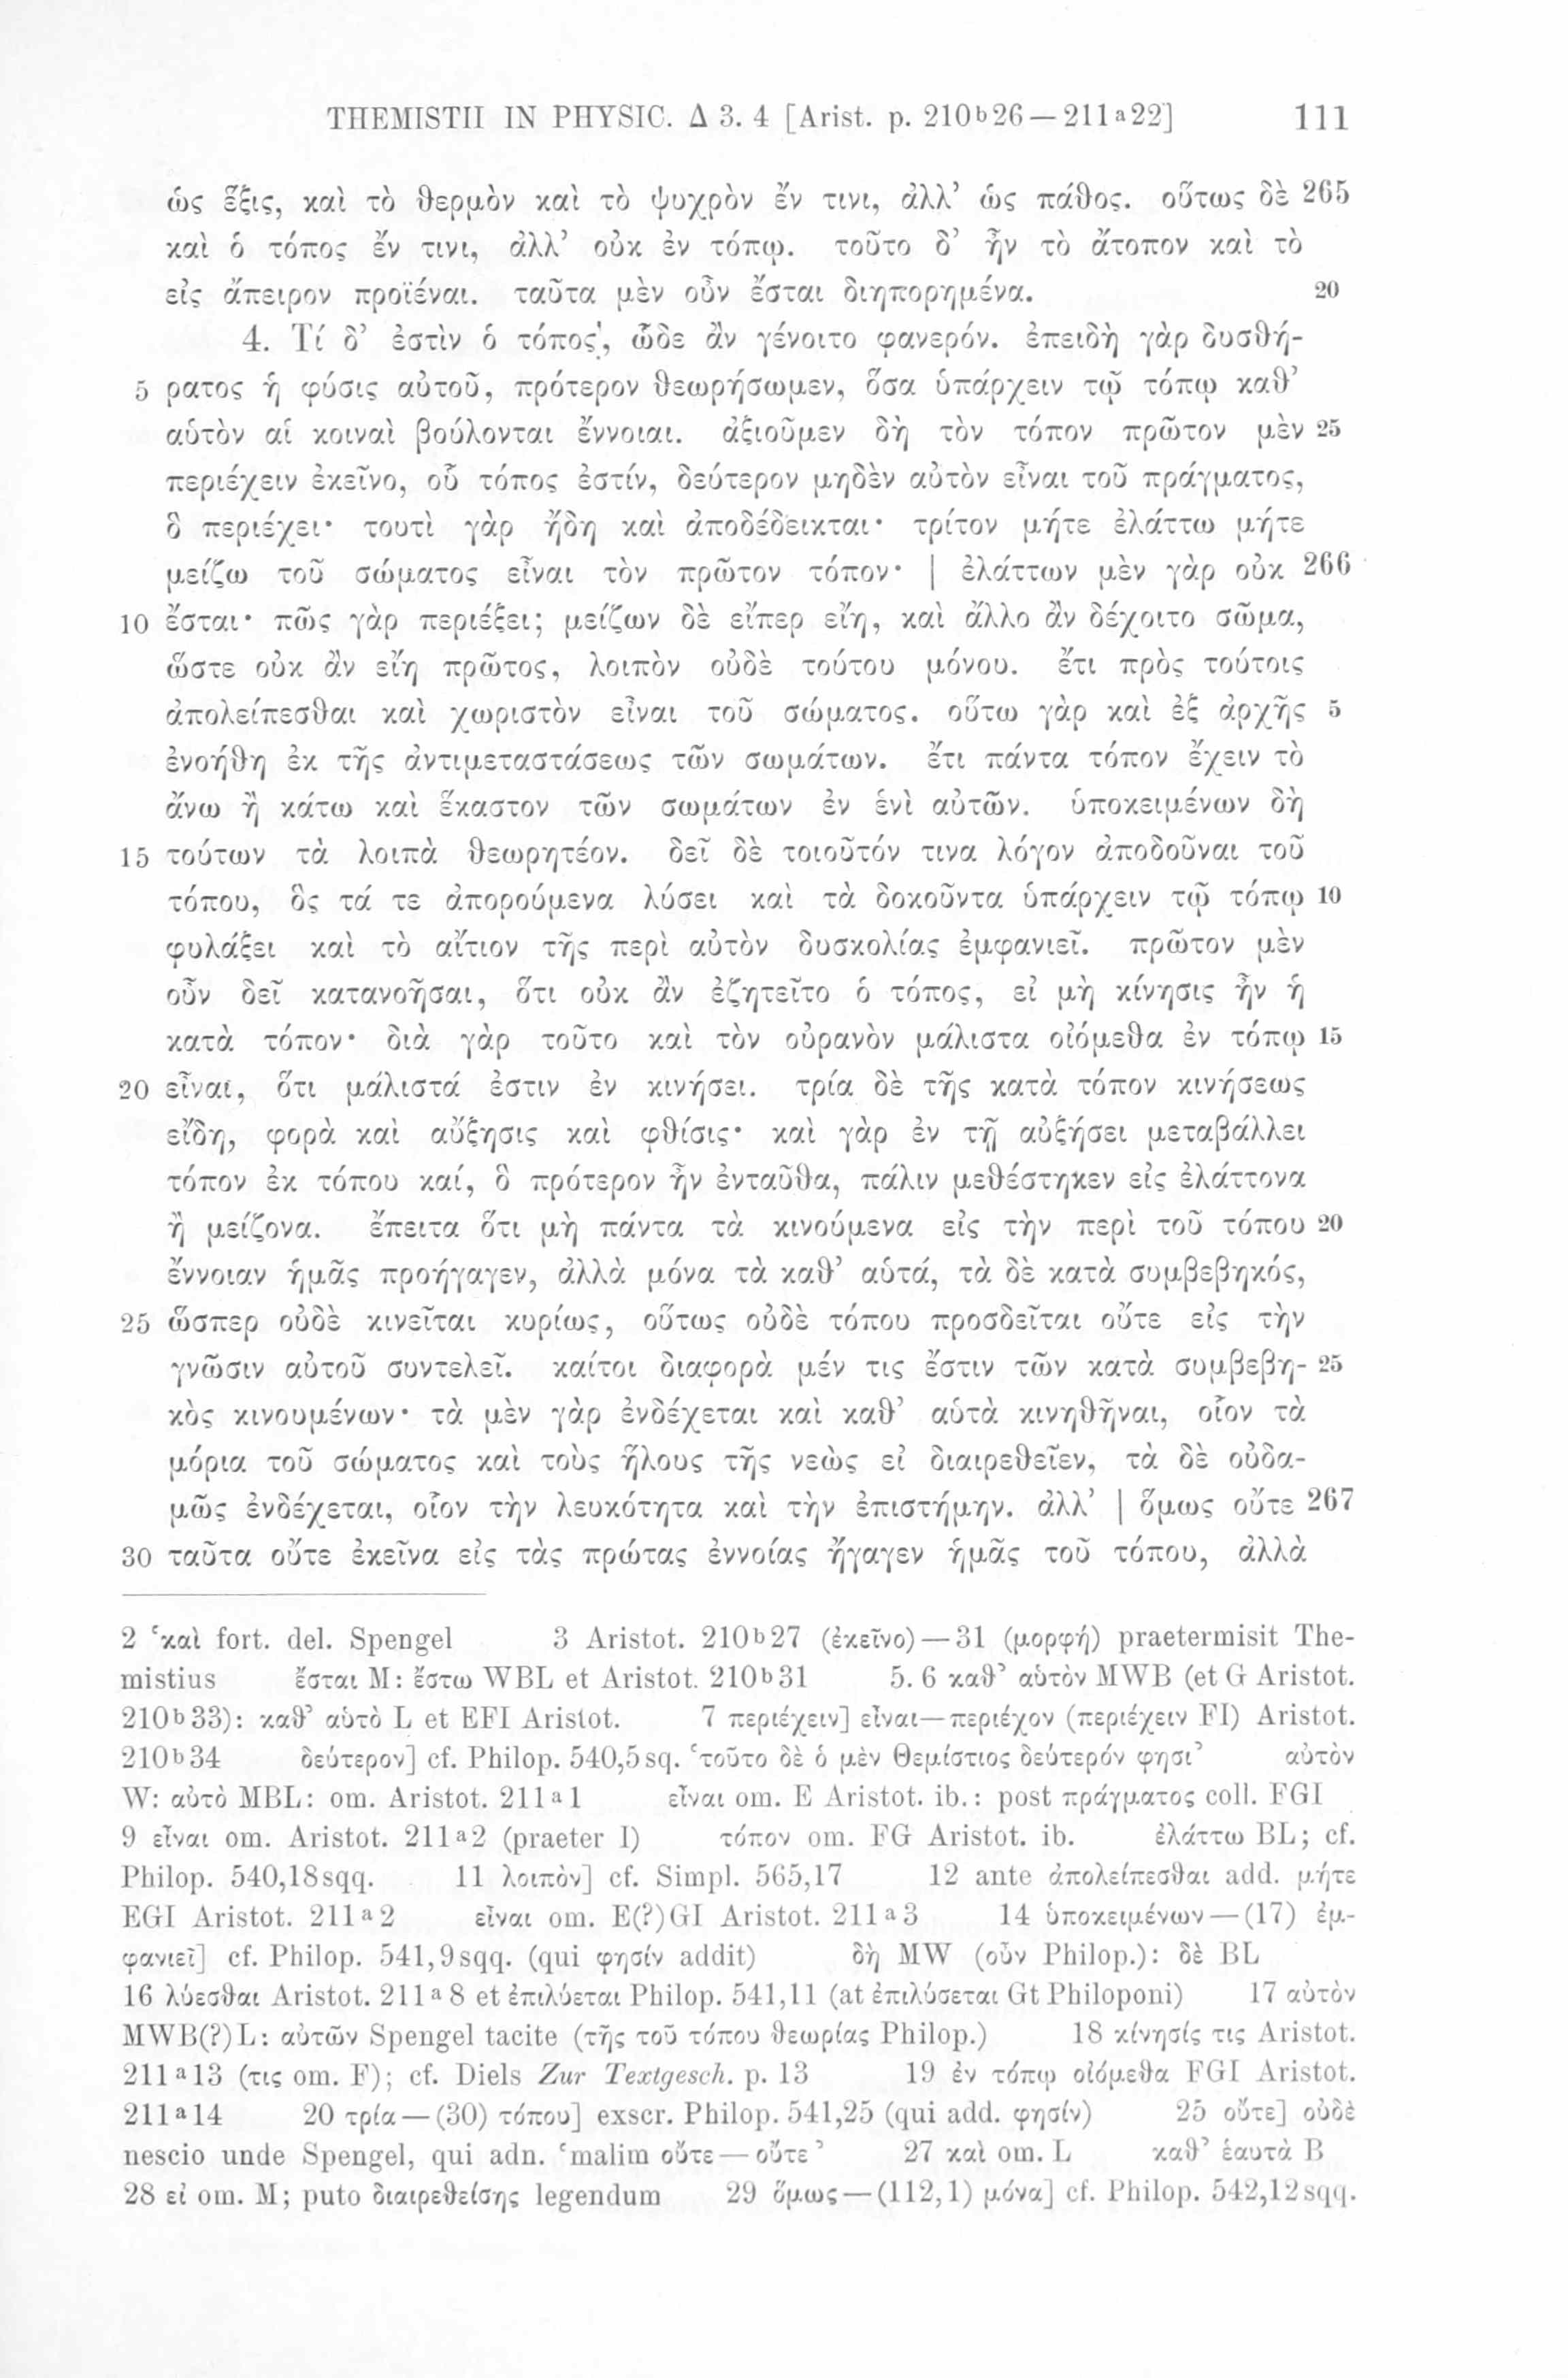 THEMISTII IN PHYSIC. Δ 3. 4 [Arist. p. 210ᵇ26 — 211ᵃ22] 111
ὡς ἕξις, καὶ τὸ θερμὸν καὶ τὸ ψυχρὸν ἔν τινι, ἀλλ’ ὡς πάθος. οὕτως δὲ 265
καὶ ὁ τόπος ἔν τινι, ἀλλ’ οὐκ ἐν τόπῳ. τοῦτο δ’ ἦν τὸ ἄτοπον καὶ τὸ
εἰς ἄπειρον προϊέναι. ταῦτα μὲν οὖν ἔσται διηπορημένα. 20
4. Τί δ’ ἐστὶν ὁ τόπος, ὧδε ἂν γένοιτο φανερόν. ἐπειδὴ γὰρ δυσθή-
5 ρατος ἡ φύσις αὐτοῦ, πρότερον θεωρήσωμεν, ὅσα ὑπάρχειν τῷ τόπῳ καθ’
αὑτὸν αἱ κοιναὶ βούλονται ἔννοιαι. ἀξιοῦμεν δὴ τὸν τόπον πρῶτον μὲν 25
περιέχειν ἐκεῖνο, οὗ τόπος ἐστίν, δεύτερον μηδὲν αὐτὸν εἶναι τοῦ πράγματος,
ὃ περιέχει· τουτὶ γὰρ ἤδη καὶ ἀποδέδεικται· τρίτον μήτε ἐλάττω μήτε
μείζω τοῦ σώματος εἶναι τὸν πρῶτον τόπον· | ἐλάττων μὲν γὰρ οὐκ 266
10 ἔσται· πῶς γὰρ περιέξει; μείζων δὲ εἴπερ εἴη, καὶ ἄλλο ἂν δέχοιτο σῶμα,
ὥστε οὐκ ἂν εἴη πρῶτος, λοιπὸν οὐδὲ τούτου μόνου. ἔτι πρὸς τούτοις
ἀπολείπεσθαι καὶ χωριστὸν εἶναι τοῦ σώματος. οὕτω γὰρ καὶ ἐξ ἀρχῆς 5
ἐνοήθη ἐκ τῆς ἀντιμεταστάσεως τῶν σωμάτων. ἔτι πάντα τόπον ἔχειν τὸ
ἄνω ἢ κάτω καὶ ἕκαστον τῶν σωμάτων ἐν ἑνὶ αὐτῶν. ὑποκειμένων δὴ
15 τούτων τὰ λοιπὰ θεωρητέον. δεῖ δὲ τοιοῦτόν τινα λόγον ἀποδοῦναι τοῦ
τόπου, ὃς τά τε ἀπορούμενα λύσει καὶ τὰ δοκοῦντα ὑπάρχειν τῷ τόπῳ 10
φυλάξει καὶ τὸ αἴτιον τῆς περὶ αὐτὸν δυσκολίας ἐμφανιεῖ. πρῶτον μὲν
οὖν δεῖ κατανοῆσαι, ὅτι οὐκ ἂν ἐζητεῖτο ὁ τόπος, εἰ μὴ κίνησις ἦν ἡ
κατὰ τόπον· διὰ γὰρ τοῦτο καὶ τὸν οὐρανὸν μάλιστα οἰόμεθα ἐν τόπῳ 15
20 εἶναι, ὅτι μάλιστά ἐστιν ἐν κινήσει. τρία δὲ τῆς κατὰ τόπον κινήσεως
εἴδη, φορὰ καὶ αὔξησις καὶ φθίσις· καὶ γὰρ ἐν τῇ αὐξήσει μεταβάλλει
τόπον ἐκ τόπου καί, ὃ πρότερον ἦν ἐνταῦθα, πάλιν μεθέστηκεν εἰς ἐλάττονα
ἢ μείζονα. ἔπειτα ὅτι μὴ πάντα τὰ κινούμενα εἰς τὴν περὶ τοῦ τόπου 20
ἔννοιαν ἡμᾶς προήγαγεν, ἀλλὰ μόνα τὰ καθ’ αὑτά, τὰ δὲ κατὰ συμβεβηκός,
25 ὥσπερ οὐδὲ κινεῖται κυρίως, οὕτως οὐδὲ τόπου προσδεῖται οὔτε εἰς τὴν
γνῶσιν αὐτοῦ συντελεῖ. καίτοι διαφορὰ μέν τις ἔστιν τῶν κατὰ συμβεβη- 25
κὸς κινουμένων· τὰ μὲν γὰρ ἐνδέχεται καὶ καθ’ αὑτὰ κινηθῆναι, οἷον τὰ
μόρια τοῦ σώματος καὶ τοὺς ἥλους τῆς νεὼς εἰ διαιρεθεῖεν, τὰ δὲ οὐδα-
μῶς ἐνδέχεται, οἷον τὴν λευκότητα καὶ τὴν ἐπιστήμην. ἀλλ’ | ὅμως οὔτε 267
30 ταῦτα οὔτε ἐκεῖνα εἰς τὰς πρώτας ἐννοίας ἤγαγεν ἡμᾶς τοῦ τόπου, ἀλλὰ
2 ‘καὶ fort. del. Spengel 3 Aristot. 210ᵇ27 (ἐκεῖνο) — 31 (μορφή) praetermisit The-
mistius ἔσται M: ἔστω WBL et Aristot. 210ᵇ31 5. 6 καθ’ αὑτὸν MWB (et G Aristot.
210ᵇ33): καθ’ αὑτὸ L et EFI Aristot. 7 περιέχειν] εἶναι—περιέχον (περιέχειν FI) Aristot.
210ᵇ34 δεύτερον] cf. Philop. 540,5 sq. ‘τοῦτο δὲ ὁ μὲν Θεμίστιος δεύτερόν φησι’ αὐτὸν
W: αὐτὸ MBL: om. Aristot. 211ᵃ1 εἶναι om. E Aristot. ib.: post πράγματος coll. FGI
9 εἶναι om. Aristot. 211ᵃ2 (praeter I) τόπον om. FG Aristot. ib. ἐλάττω BL; cf.
Philop. 540,18 sqq. 11 λοιπὸν] cf. Simpl. 565,17 12 ante ἀπολείπεσθαι add. μήτε
EGI Aristot. 211ᵃ2 εἶναι om. E(?)GI Aristot. 211ᵃ3 14 ὑποκειμένων — (17) ἐμ-
φανιεῖ] cf. Philop. 541,9 sqq. (qui φησίν addit) δὴ MW (οὖν Philop.): δὲ BL
16 λύεσθαι Aristot. 211ᵃ8 et ἐπιλύεται Philop. 541,11 (at ἐπιλύσεται Gt Philoponi) 17 αὐτὸν
MWB(?)L: αὐτῶν Spengel tacite (τῆς τοῦ τόπου θεωρίας Philop.) 18 κίνησίς τις Aristot.
211ᵃ13 (τις om. F); cf. Diels Zur Textgesch. p. 13 19 ἐν τόπῳ οἰόμεθα FGI Aristot.
211ᵃ14 20 τρία — (30) τόπου] exscr. Philop. 541,25 (qui add. φησίν) 25 οὔτε] οὐδὲ
nescio unde Spengel, qui adn. ‘malim οὔτε — οὔτε’ 27 καὶ om. L καθ’ ἑαυτὰ B
28 εἰ om. M; puto διαιρεθείσης legendum 29 ὅμως — (112,1) μόνα] cf. Philop. 542,12 sqq.